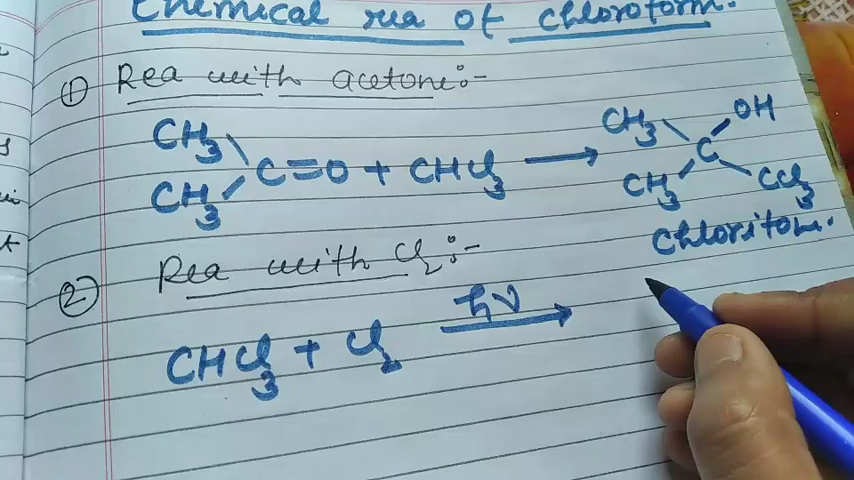 Chemical rea of chloroform.
① Rea with acetone:-
CH₃
CH₃ C=O + CHCl₃ ⟶ CH₃ CH₃ C OH CCl₃
Chloritone.
② Rea with Cl₂:-
hν
CHCl₃ + Cl₂ ⟶